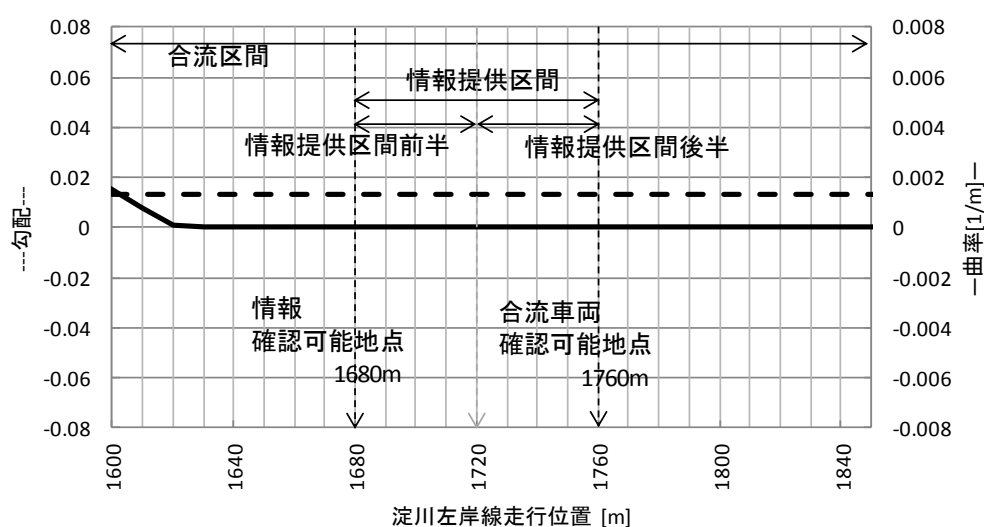 0.08
0.06
0.04
0.02
0
-0.02
-0.04
-0.06
-0.08
---勾配---
合流区間
情報提供区間
情報提供区間前半
情報提供区間後半
情報
確認可能地点
1680m
合流車両
確認可能地点
1760m
0.008
0.006
0.004
0.002
0
-0.002
-0.004
-0.006
-0.008
―曲率[1/m]―
1600
1640
1680
1720
1760
1800
1840
淀川左岸線走行位置 [m]